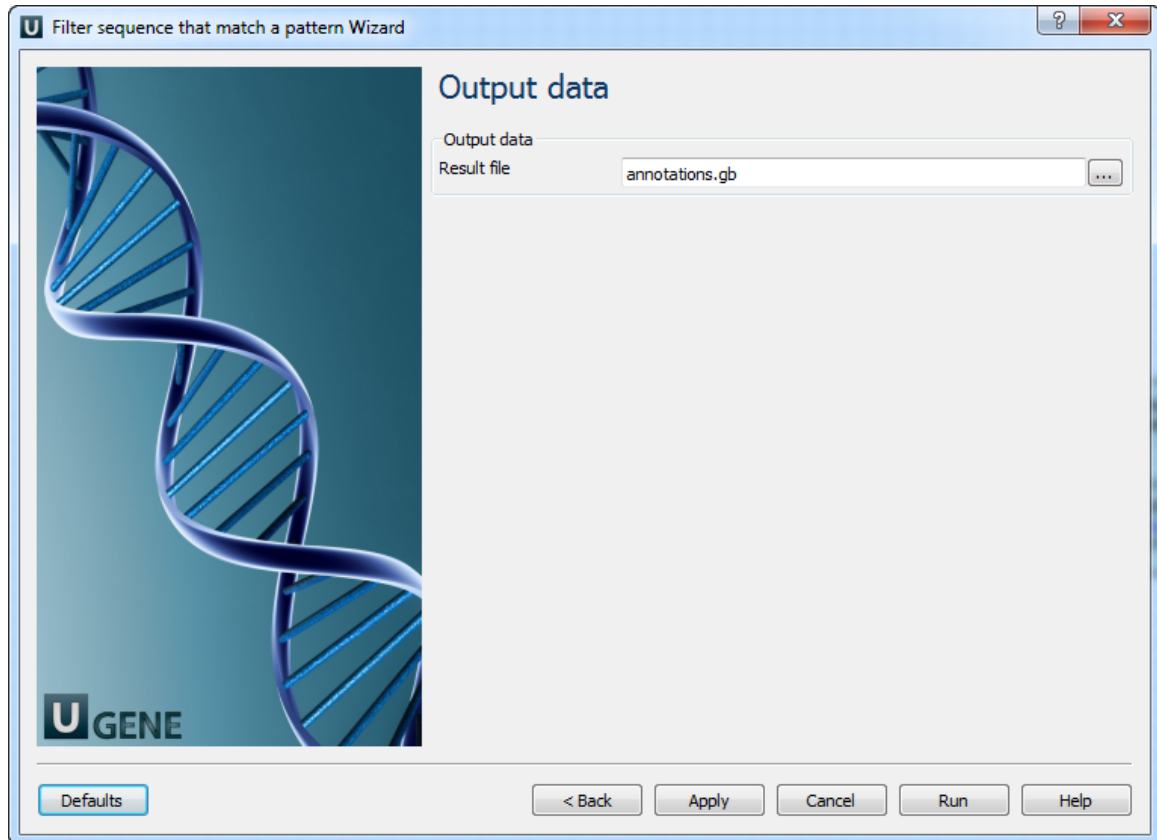 U Filter sequence that match a pattern Wizard
Output data
Output data
Result file annotations.gb ...
U GENE
Defaults < Back Apply Cancel Run Help